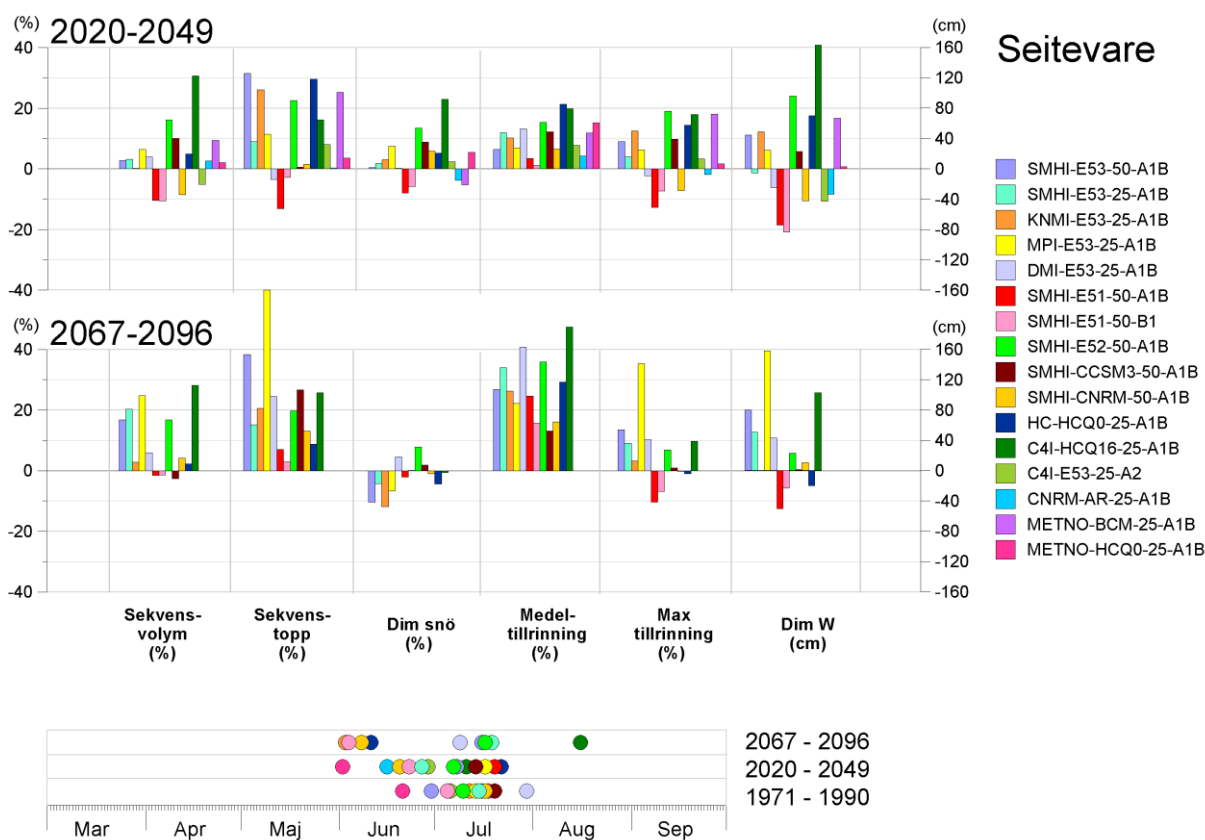 (%)
2020-2049
(cm)
Seitevare
40
160
120
20
80
40
0
0
-40
-20
-80
-120
-40
-160
(%)
2067-2096
(cm)
40
160
120
20
80
40
0
0
-40
-20
-80
-120
-40
-160
SMHI-E53-50-A1B
SMHI-E53-25-A1B
KNMI-E53-25-A1B
MPI-E53-25-A1B
DMI-E53-25-A1B
SMHI-E51-50-A1B
SMHI-E51-50-B1
SMHI-E52-50-A1B
SMHI-CCSM3-50-A1B
SMHI-CNRM-50-A1B
HC-HCQ0-25-A1B
C4I-HCQ16-25-A1B
C4I-E53-25-A2
CNRM-AR-25-A1B
METNO-BCM-25-A1B
METNO-HCQ0-25-A1B
Sekvens-
volym
(%)
Sekvens-
topp
(%)
Dim snö
(%)
Medel-
tillrinning
(%)
Max
tillrinning
(%)
Dim W
(cm)
2067 - 2096
2020 - 2049
1971 - 1990
Mar Apr Maj Jun Jul Aug Sep